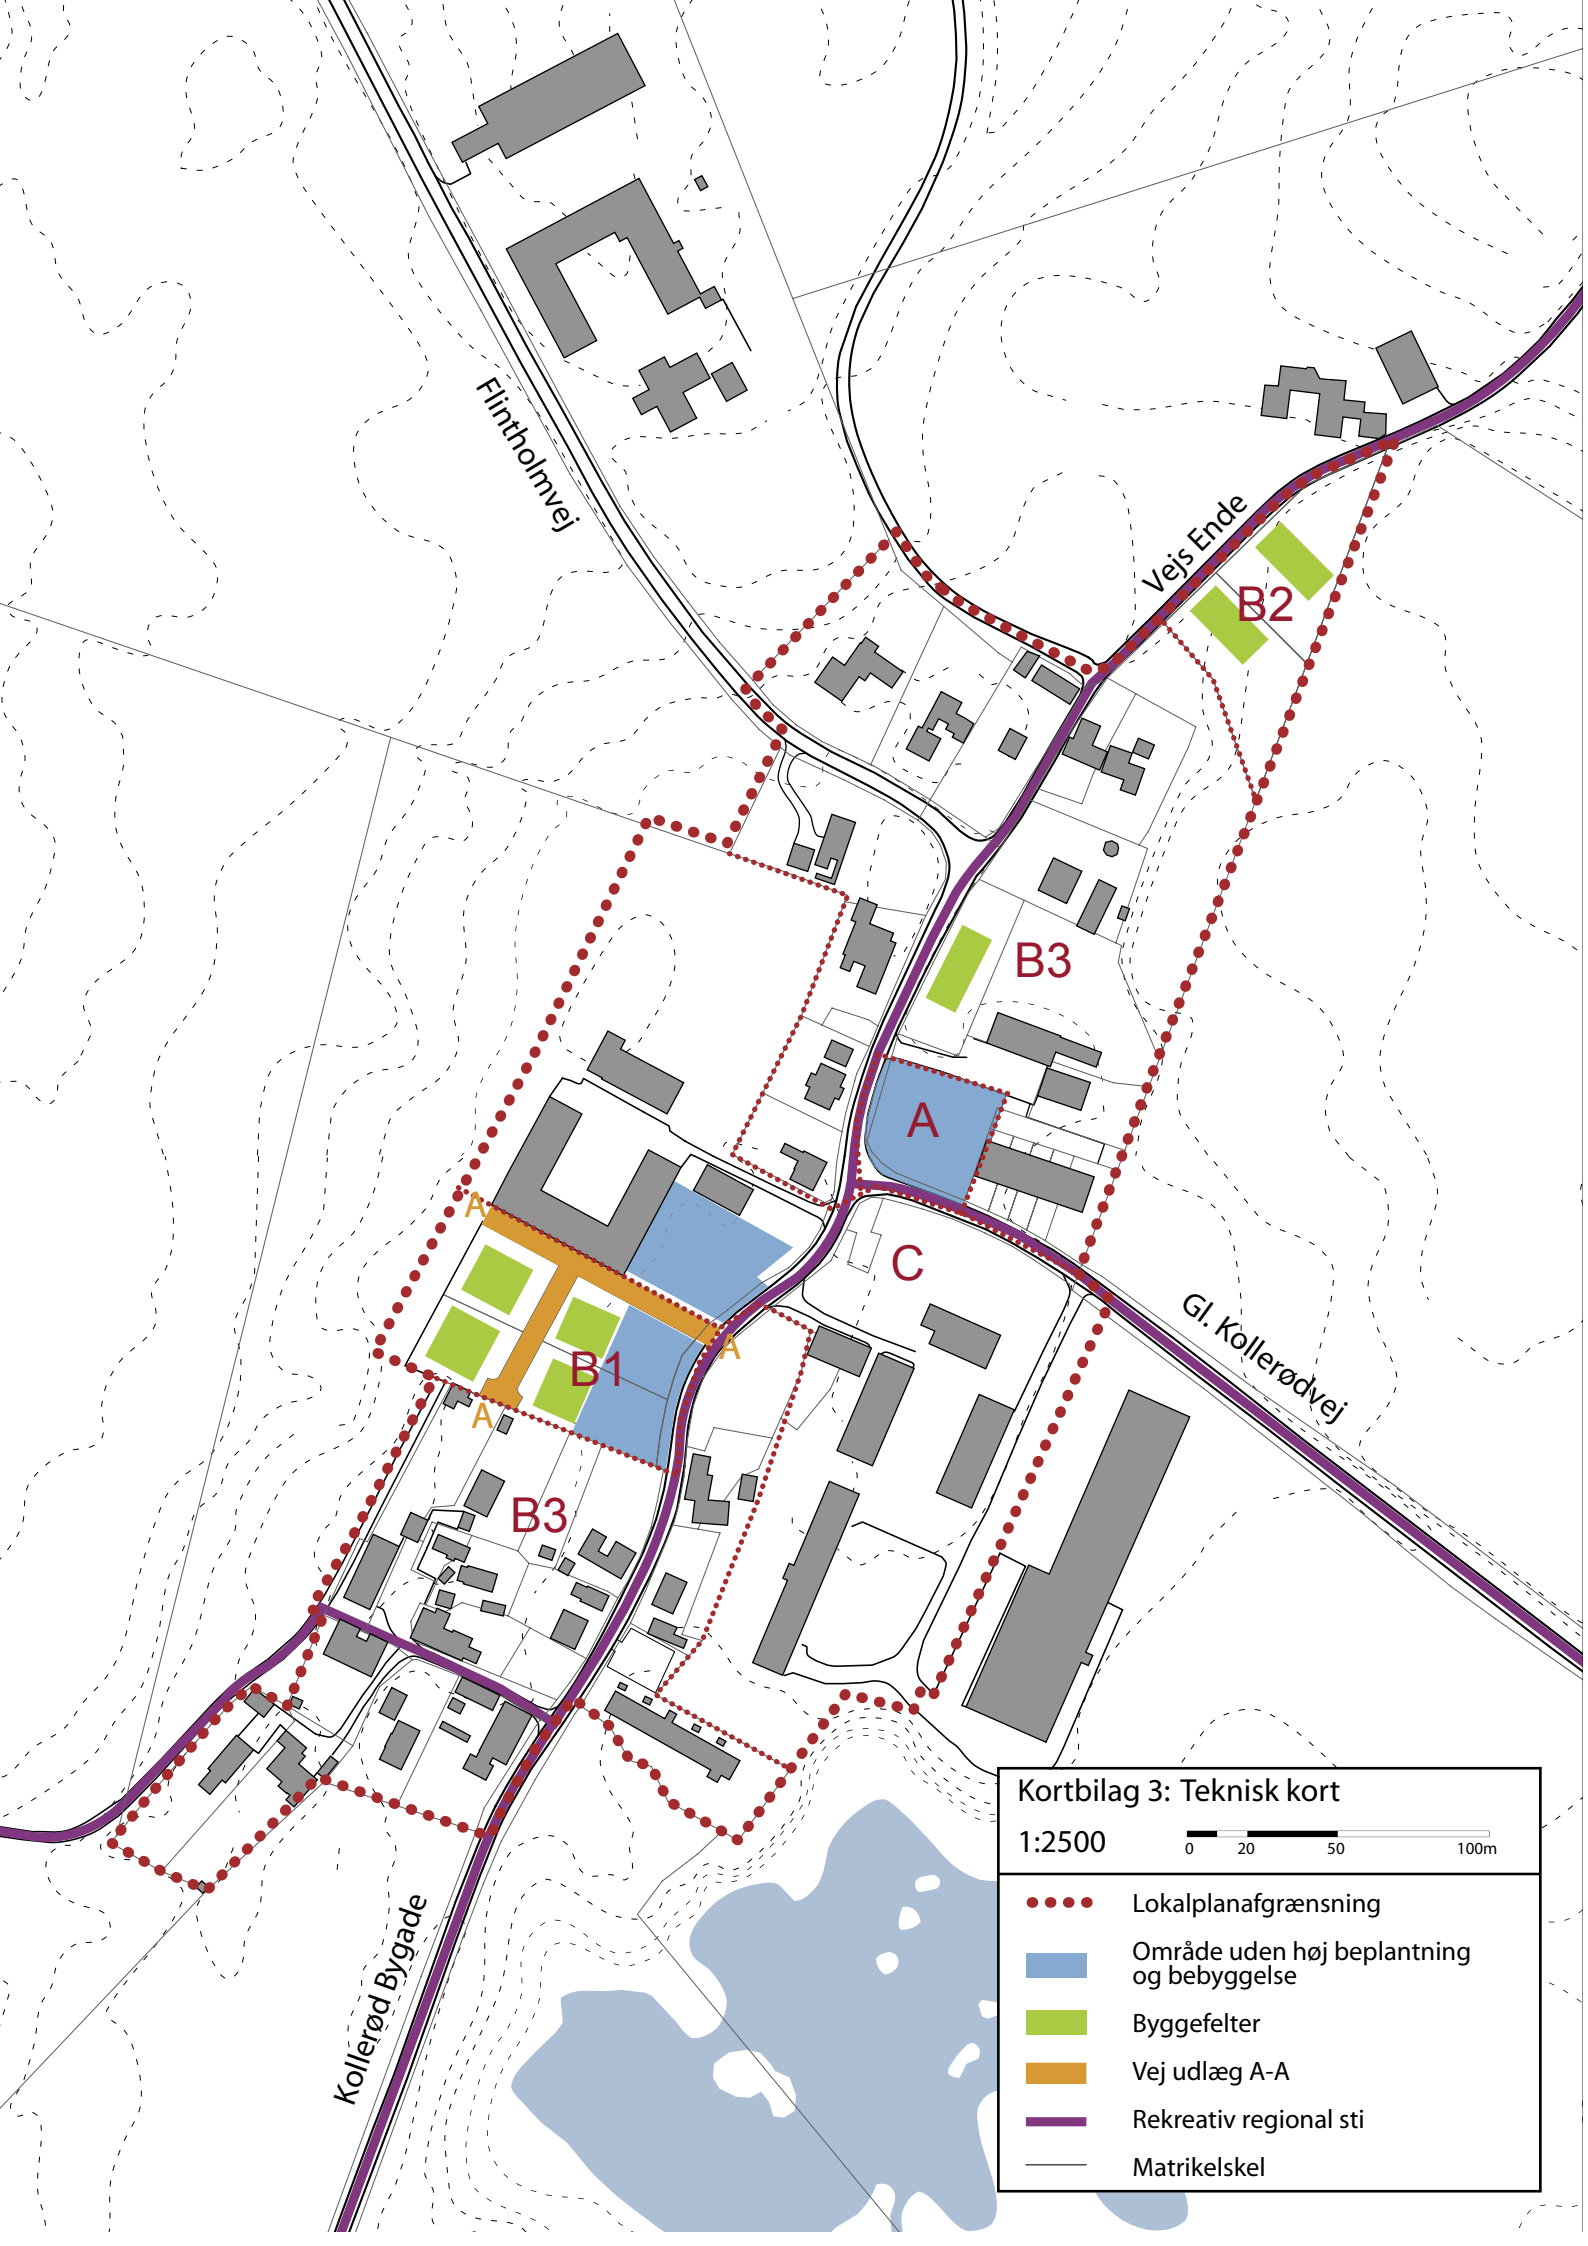 Flintholmvej
Vejs Ende
B2
B3
A
A
C
A
B1
Gl. Kollerødvej
A
B3
Kollerød Bygade
Kortbilag 3: Teknisk kort
1:2500
0 20 50 100m
Lokalplanafgrænsning
Område uden høj beplantning
og bebyggelse
Byggefelter
Vej udlæg A-A
Rekreativ regional sti
Matrikelskel